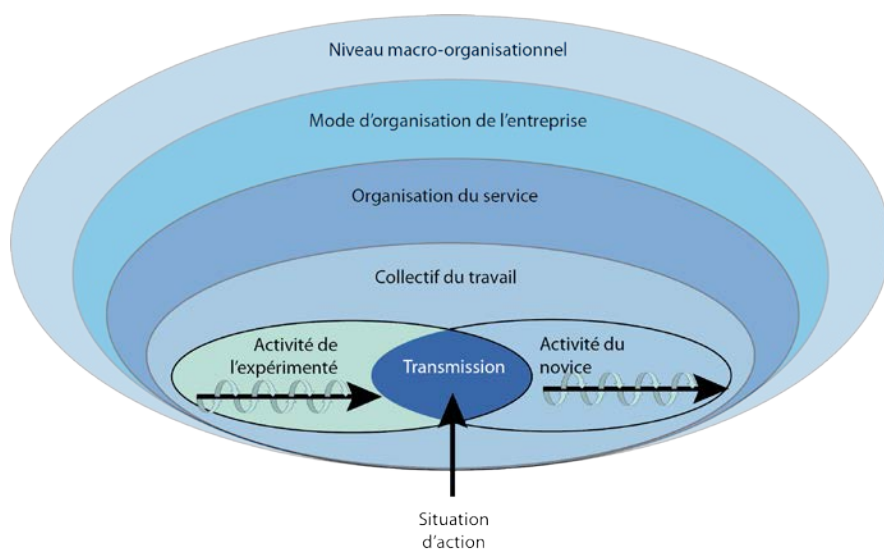 Niveau macro-organisationnel
Mode d'organisation de l'entreprise
Organisation du service
Collectif du travail
Activité de
l'expérimenté
Transmission
Activité du
novice
Situation
d'action